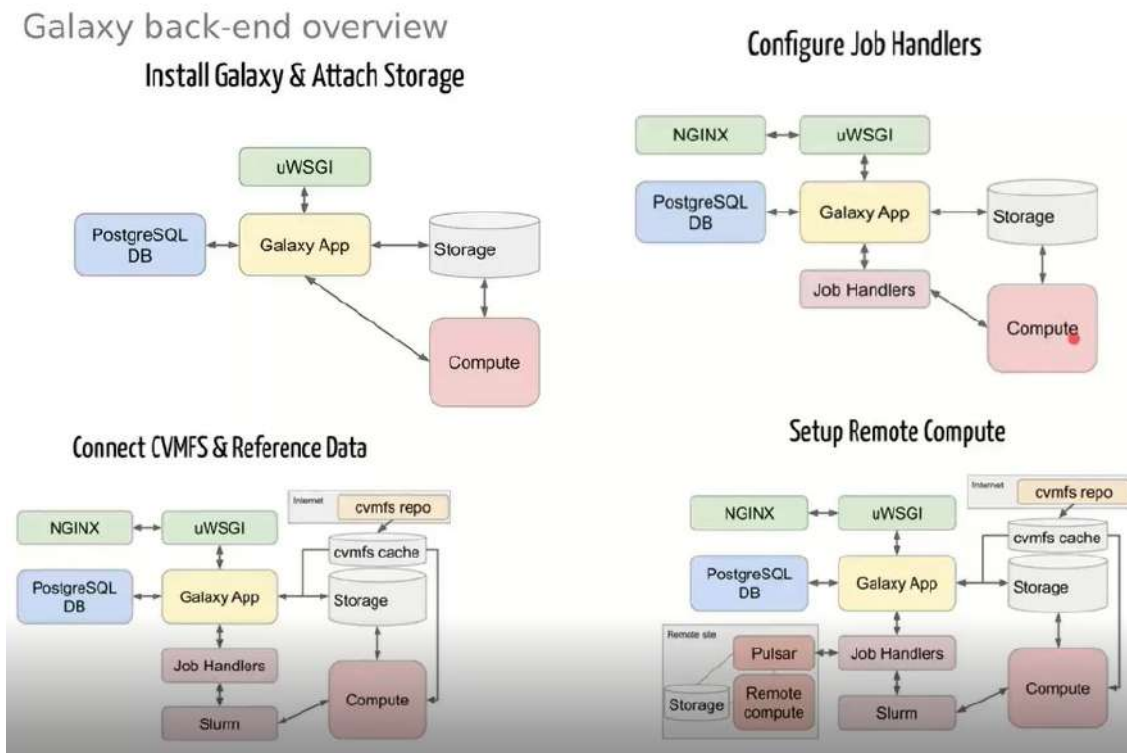 Galaxy back-end overview
Install Galaxy & Attach Storage
uWSGI
PostgreSQL
DB
Galaxy App
Storage
Compute
Configure Job Handlers
NGINX
uWSGI
PostgreSQL
DB
Galaxy App
Storage
Job Handlers
Compute
Connect CVMFS & Reference Data
Internet
cvmfs repo
NGINX
uWSGI
cvmfs cache
PostgreSQL
DB
Galaxy App
Storage
Job Handlers
Compute
Slurm
Setup Remote Compute
Internet
cvmfs repo
NGINX
uWSGI
cvmfs cache
PostgreSQL
DB
Galaxy App
Storage
Remote site
Pulsar
Job Handlers
Compute
Storage
Remote
compute
Slurm